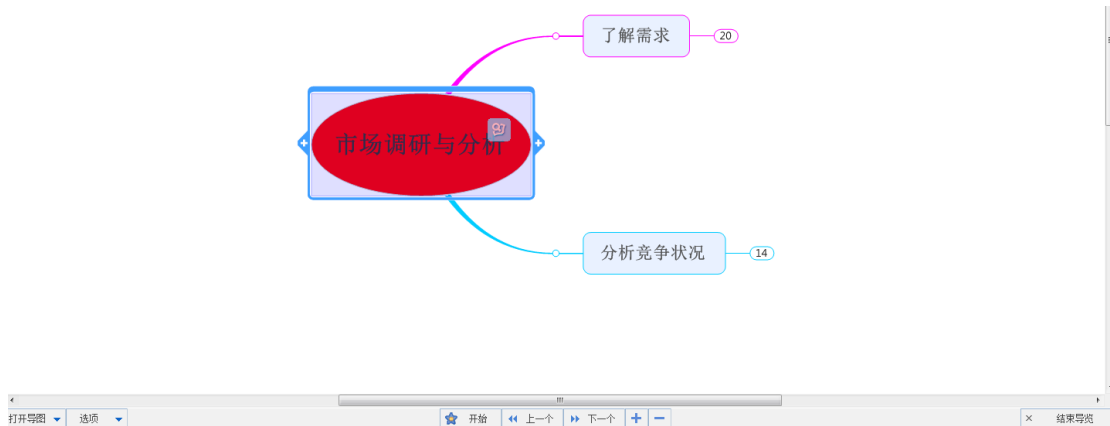 了解需求
20
市场调研与分析
分析竞争状况
14
打开导图 选项 开始 上一个 下一个 结束导览